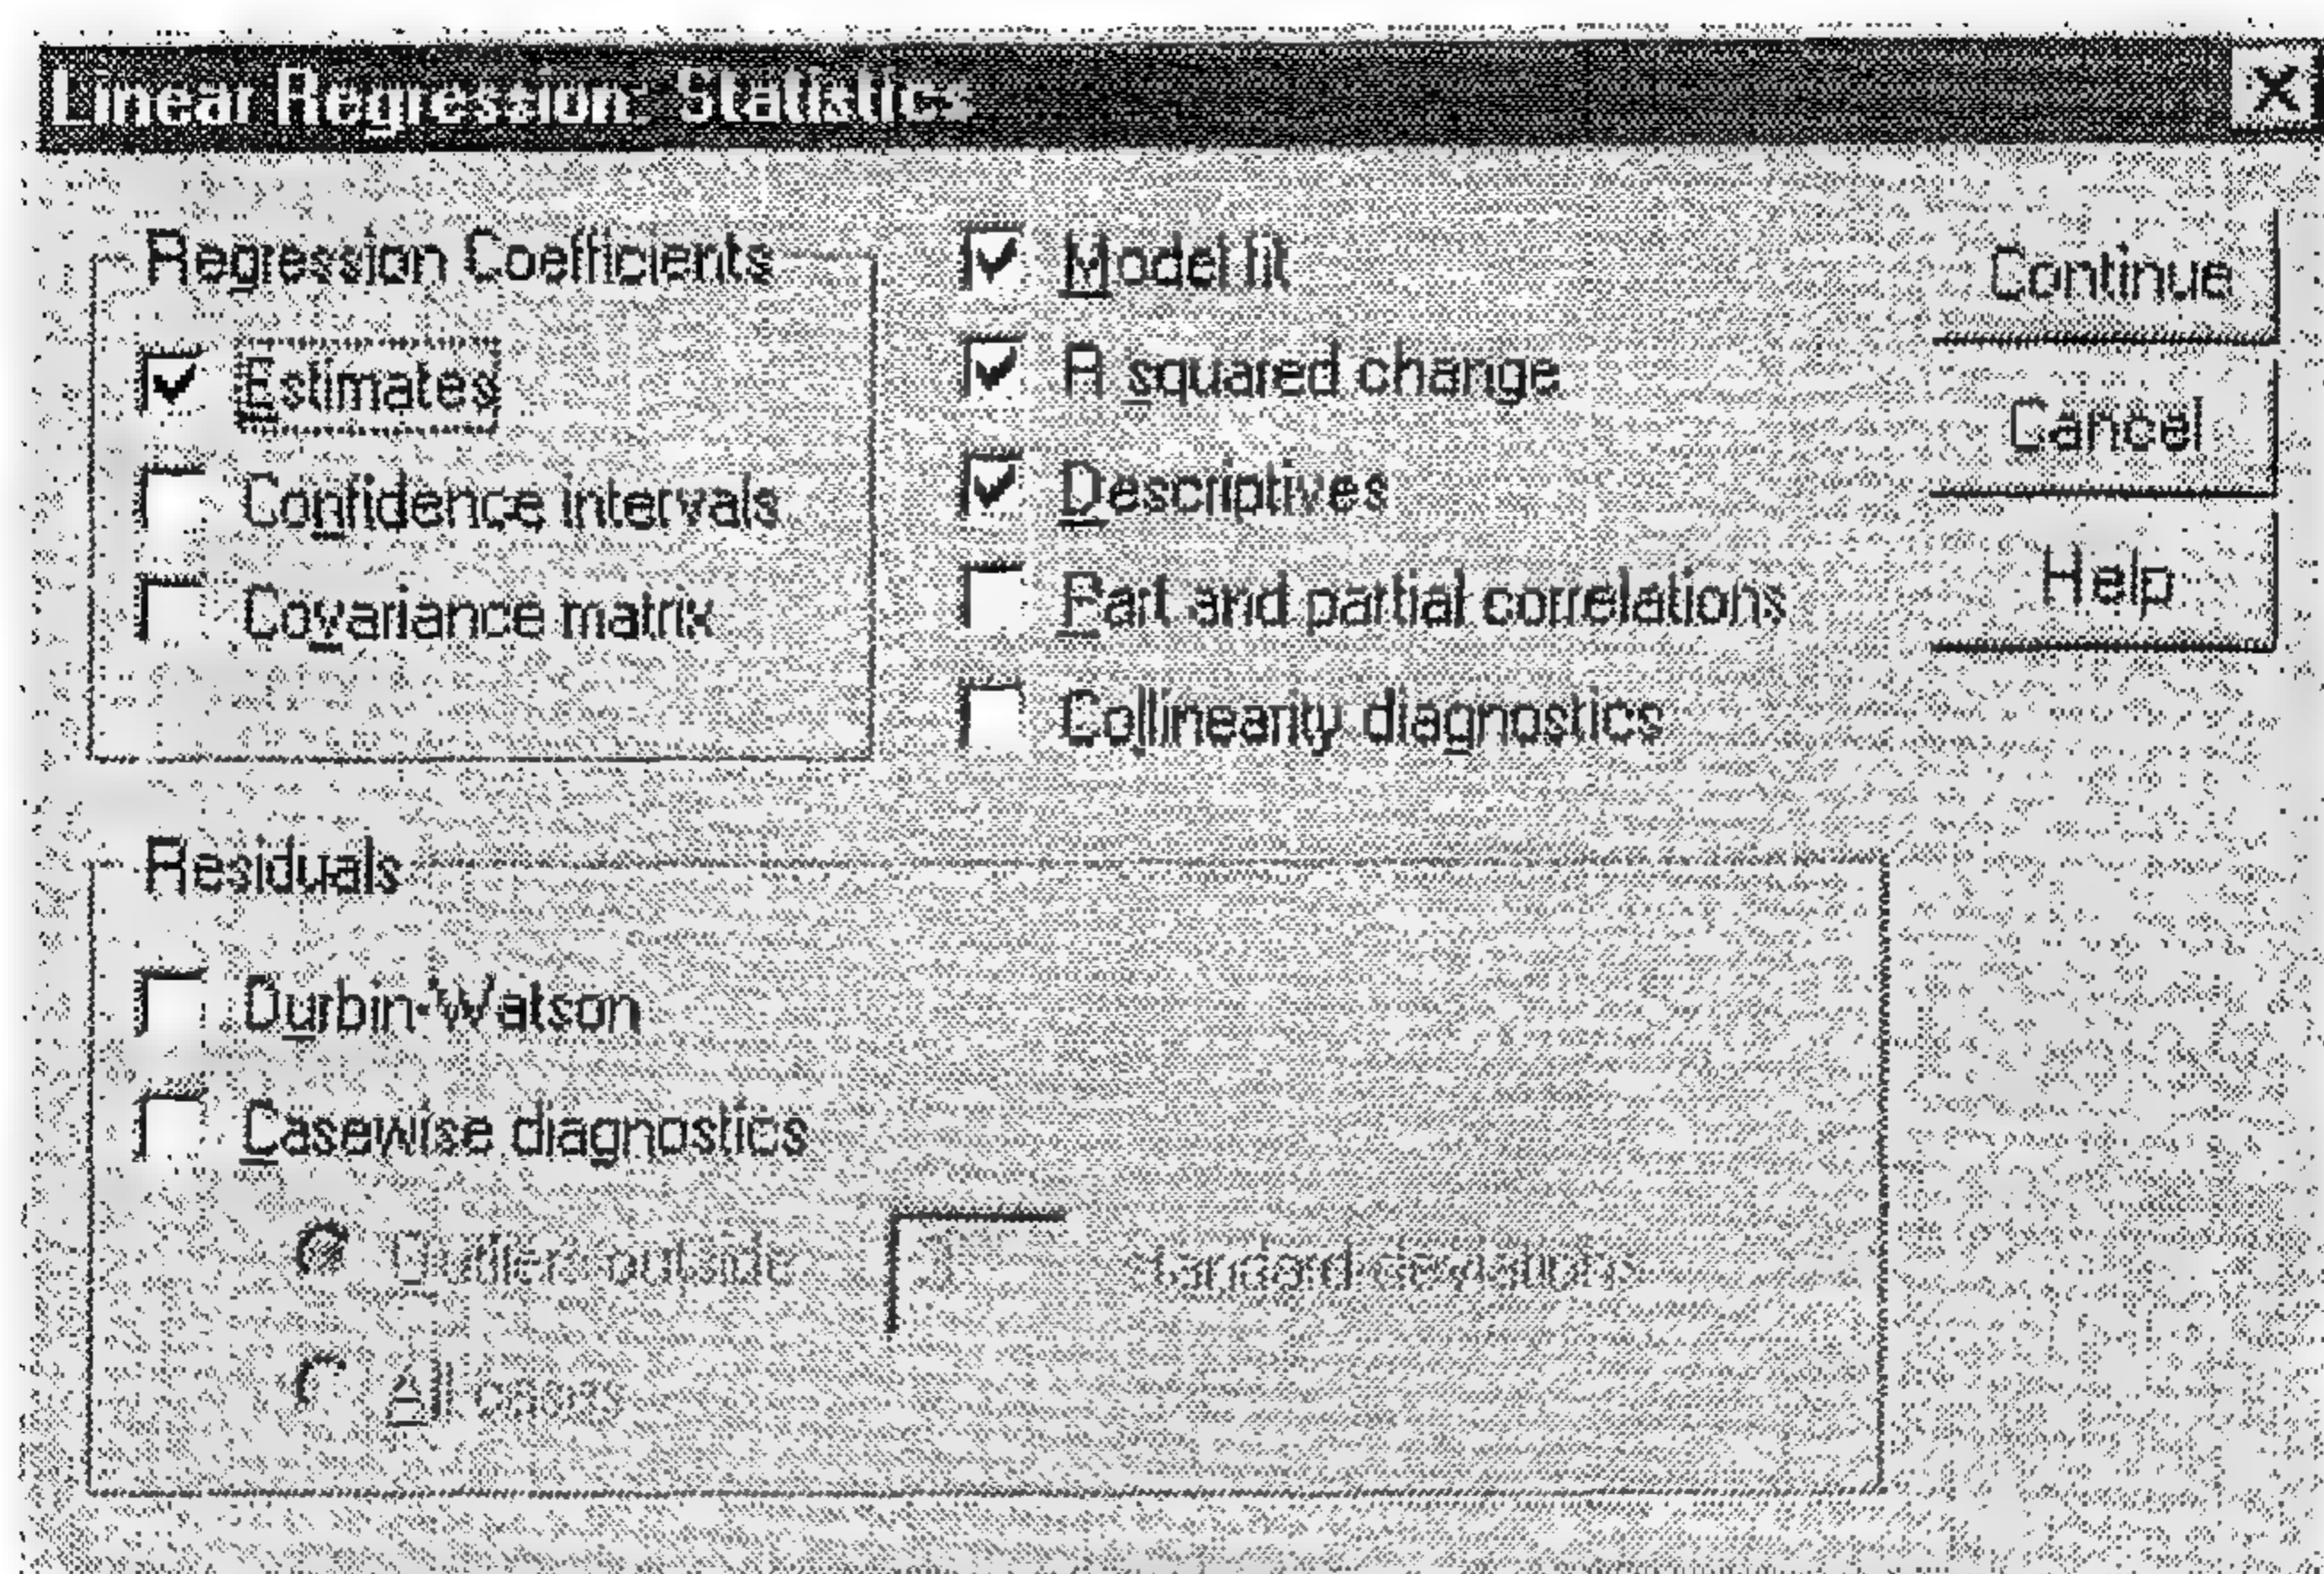 Linear Regression: Statistics
Regression Coefficients
Estimates
Confidence intervals
Covariance matrix
Model fit
R squared change
Descriptives
Part and partial correlations
Collinearity diagnostics
Continue
Cancel
Help
Residuals
Durbin-Watson
Casewise diagnostics
Outliers outside
standard deviations
All cases